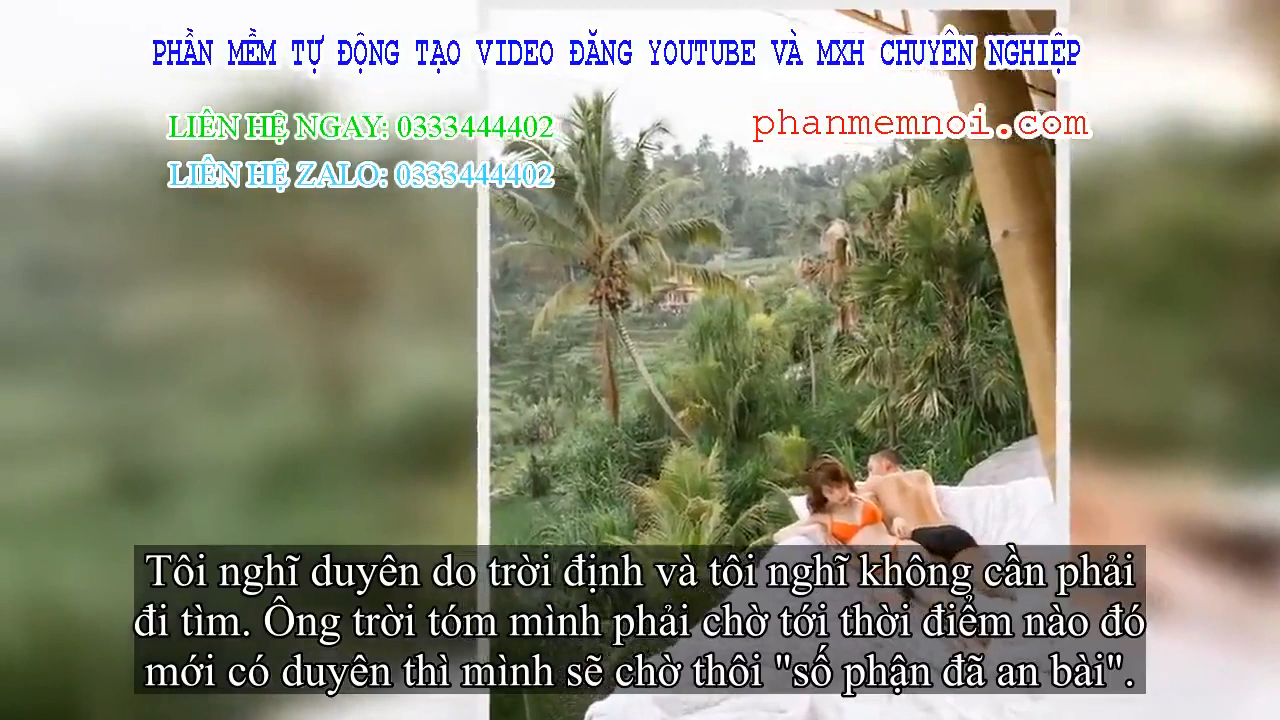 PHẦN MỀM TỰ ĐỘNG TẠO VIDEO ĐĂNG YOUTUBE VÀ MXH CHUYÊN NGHIỆP
LIÊN HỆ NGAY: 0333444402
phanmemnoi.com
LIÊN HỆ ZALO: 0333444402
Tôi nghĩ duyên do trời định và tôi nghĩ không cần phải
đi tìm. Ông trời tóm mình phải chờ tới thời điểm nào đó
mới có duyên thì mình sẽ chờ thôi "số phận đã an bài".